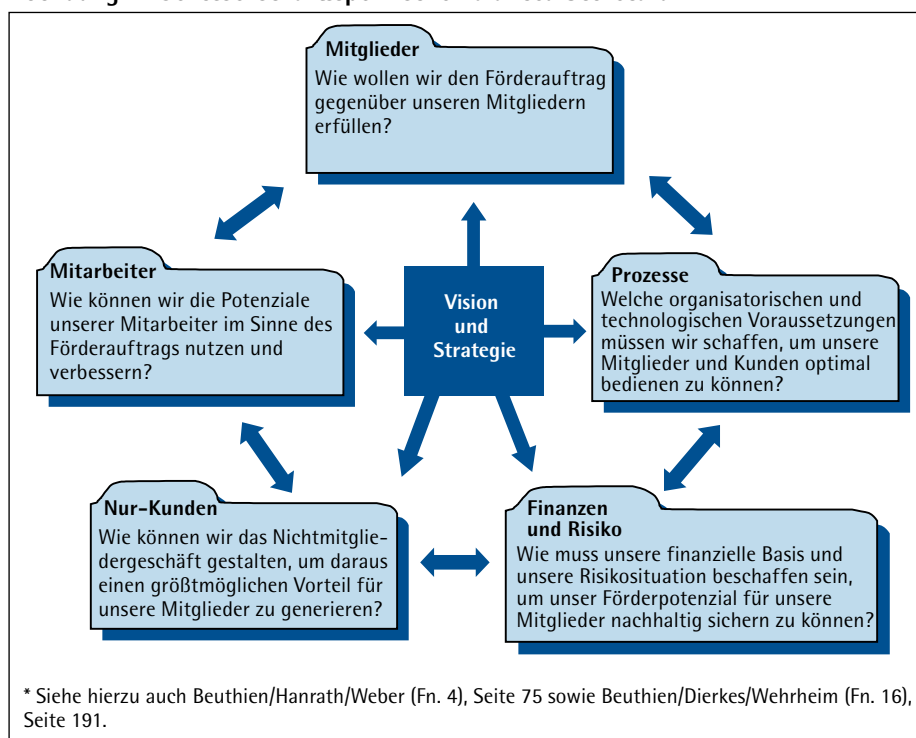 Mitglieder
Wie wollen wir den Förderauftrag
gegenüber unseren Mitgliedern
erfüllen?
Mitarbeiter
Wie können wir die Potenziale
unserer Mitarbeiter im Sinne des
Förderauftrags nutzen und
verbessern?
Vision
und
Strategie
Prozesse
Welche organisatorischen und
technologischen Voraussetzungen
müssen wir schaffen, um unsere
Mitglieder und Kunden optimal
bedienen zu können?
Nur-Kunden
Wie können wir das Nichtmitglie-
dergeschäft gestalten, um daraus
einen größtmöglichen Vorteil für
unsere Mitglieder zu generieren?
Finanzen
und Risiko
Wie muss unsere finanzielle Basis und
unsere Risikosituation beschaffen sein,
um unser Förderpotenzial für unsere
Mitglieder nachhaltig sichern zu können?
* Siehe hierzu auch Beuthien/Hanrath/Weber (Fn. 4), Seite 75 sowie Beuthien/Dierkes/Wehrheim (Fn. 16),
Seite 191.